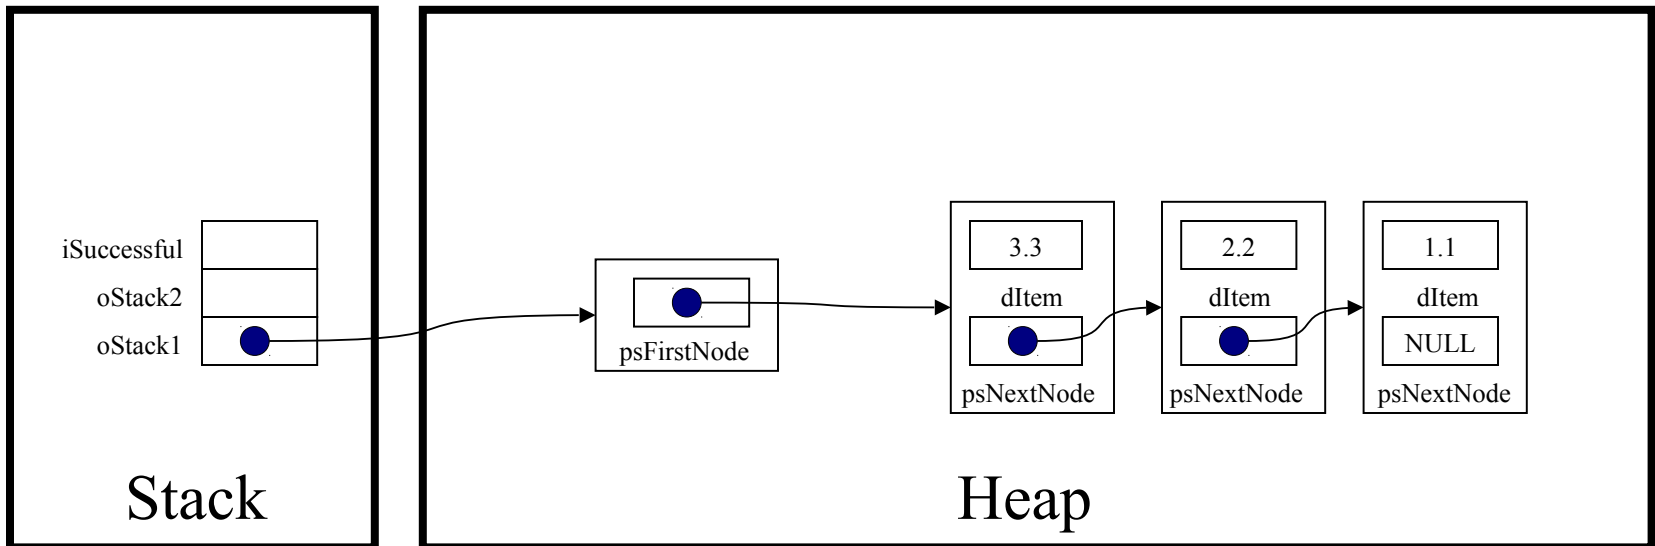 iSuccessful
oStack2
oStack1
Stack
psFirstNode
3.3
dItem
psNextNode
2.2
dItem
psNextNode
1.1
dItem
NULL
psNextNode
Heap